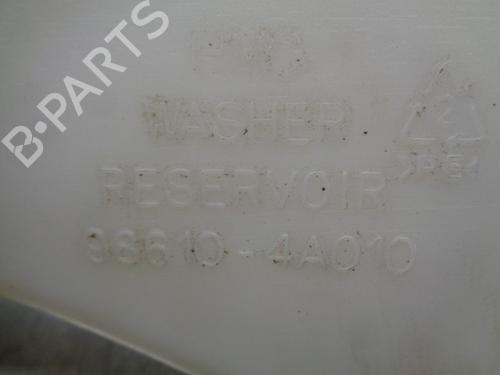 B-PARTS
WASHER
RESERVOIR
>PE<
98610-4A010